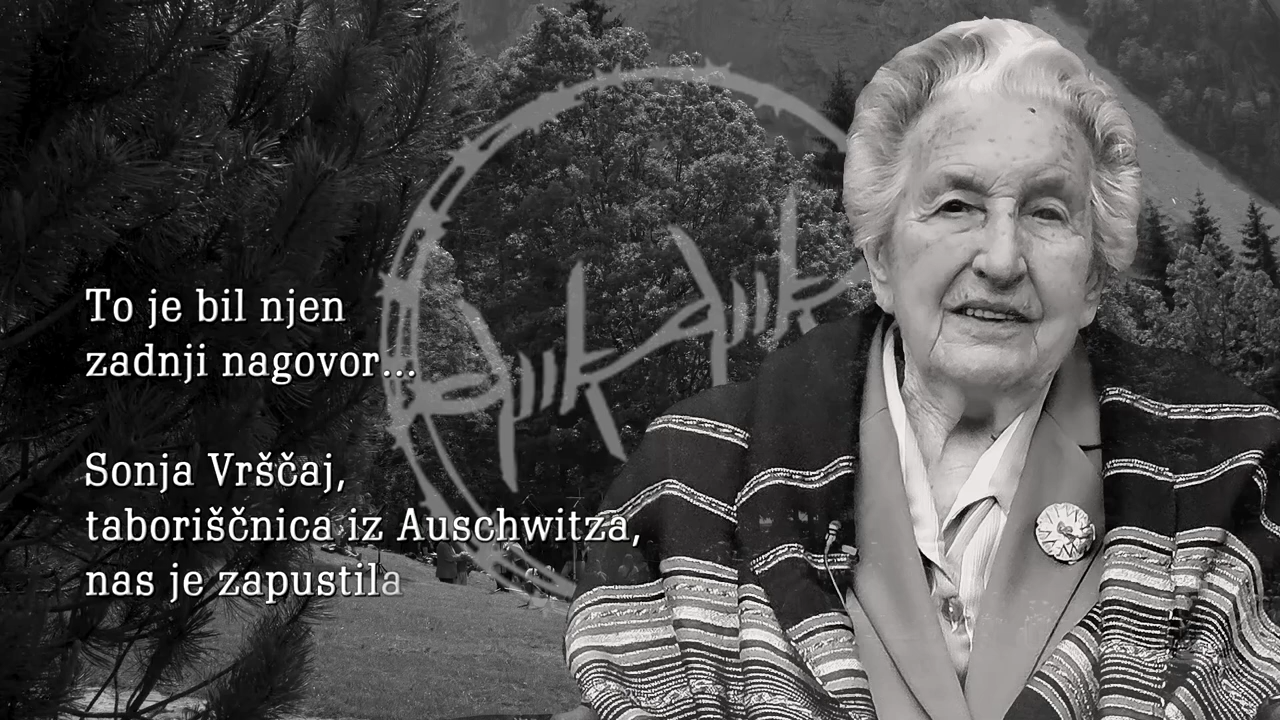 To je bil njen
zadnji nagovor...
Sonja Vrščaj,
taboriščnica iz Auschwitza,
nas je zapustila